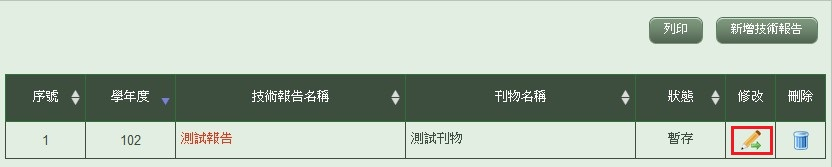 列印 新增技術報告
序號 學年度 技術報告名稱 刊物名稱 狀態 修改 刪除
1 102 測試報告 測試刊物 暫存